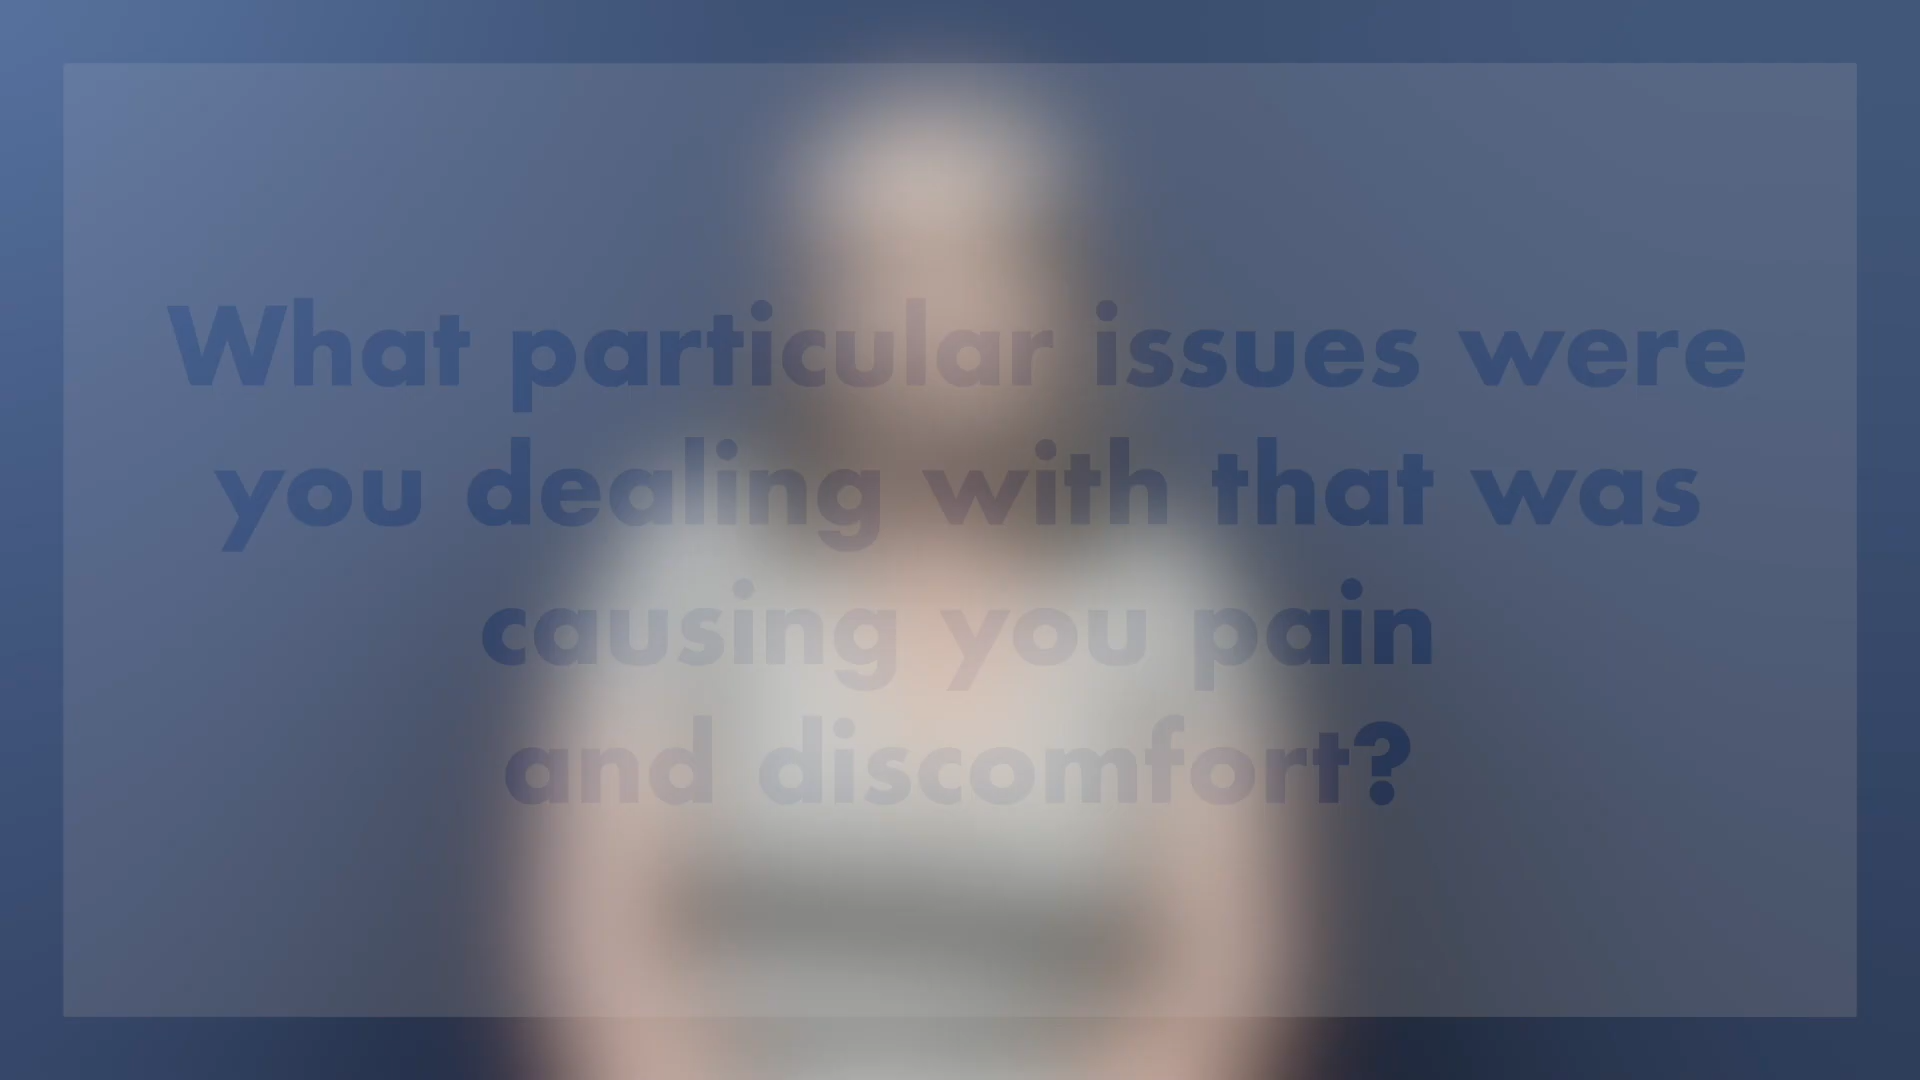 What particular issues were
you dealing with that was
causing you pain
and discomfort?